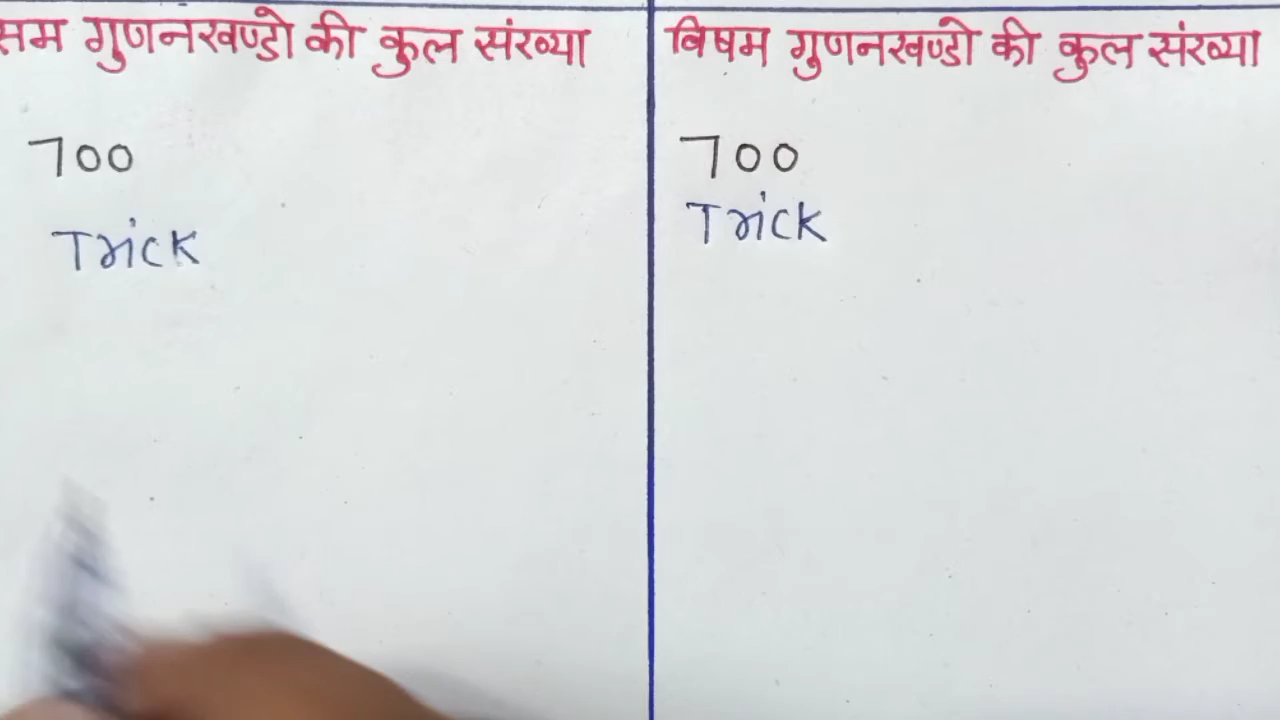 सम गुणनखण्डो की कुल संख्या
700
Trick
विषम गुणनखण्डो की कुल संख्या
700
Trick